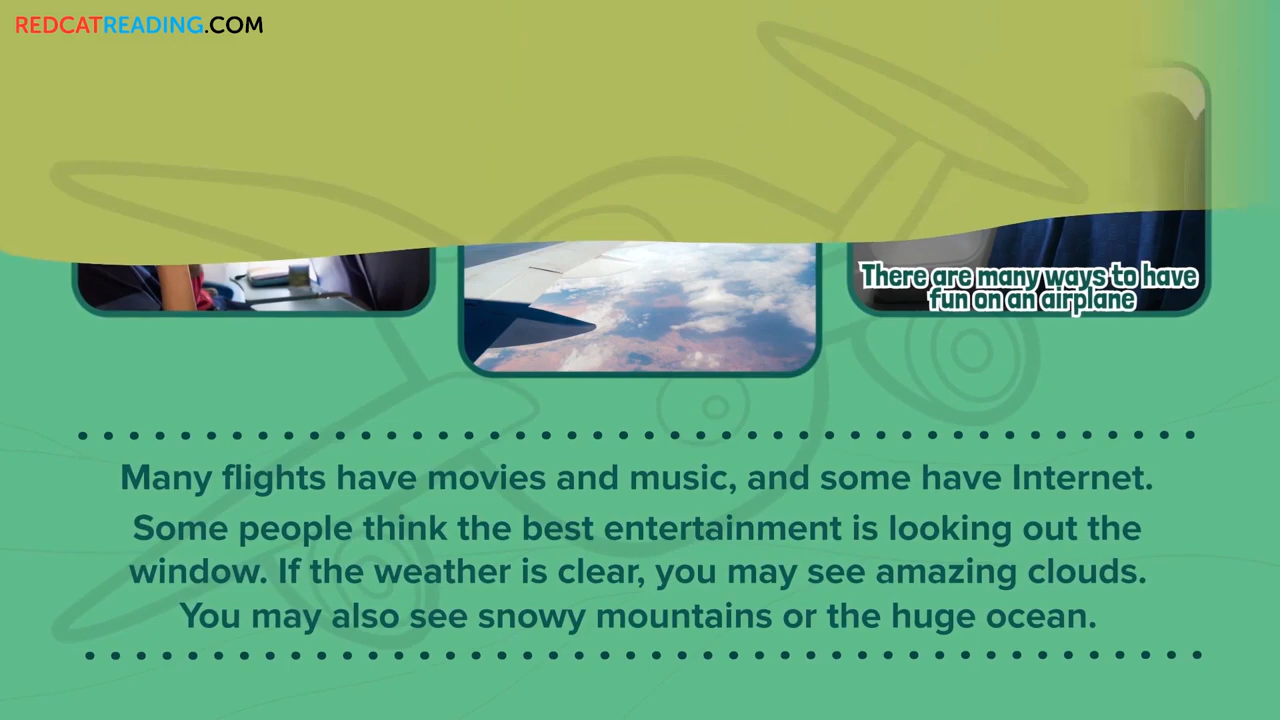 REDCATREADING.COM
There are many ways to have
fun on an airplane
Many flights have movies and music, and some have Internet.
Some people think the best entertainment is looking out the
window. If the weather is clear, you may see amazing clouds.
You may also see snowy mountains or the huge ocean.